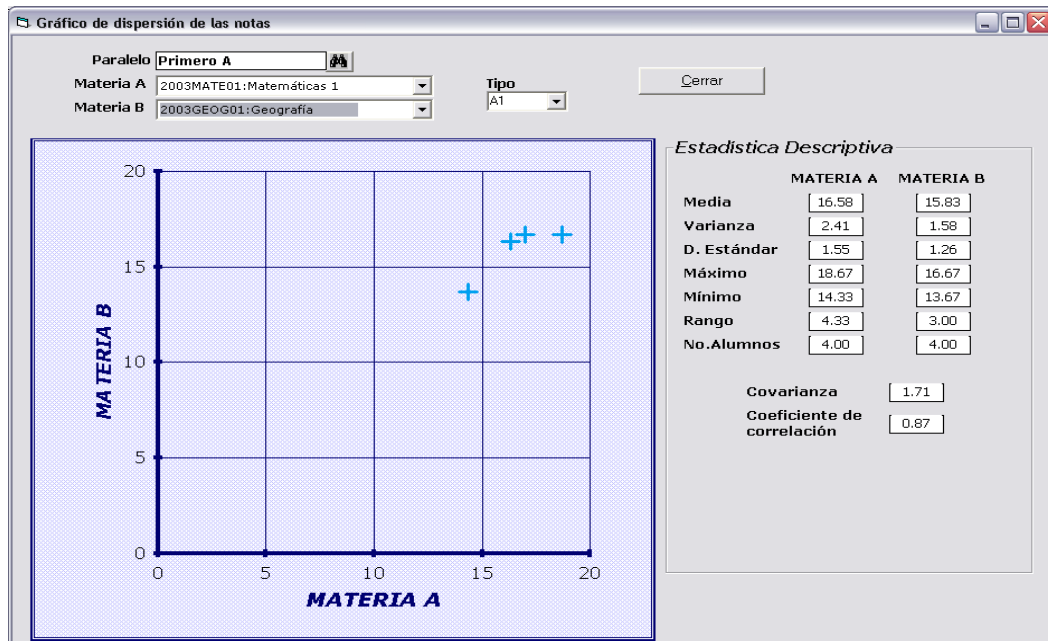 Gráfico de dispersión de las notas
Paralelo Primero A
Materia A 2003MATE01:Matemáticas 1
Materia B 2003GEOG01:Geografía
Tipo
A1
Cerrar
20
15
10
5
0
0 5 10 15 20
MATERIA B
MATERIA A
Estadística Descriptiva
MATERIA A MATERIA B
Media 16.58 15.83
Varianza 2.41 1.58
D. Estándar 1.55 1.26
Máximo 18.67 16.67
Mínimo 14.33 13.67
Rango 4.33 3.00
No.Alumnos 4.00 4.00
Covarianza 1.71
Coeficiente de
correlación 0.87